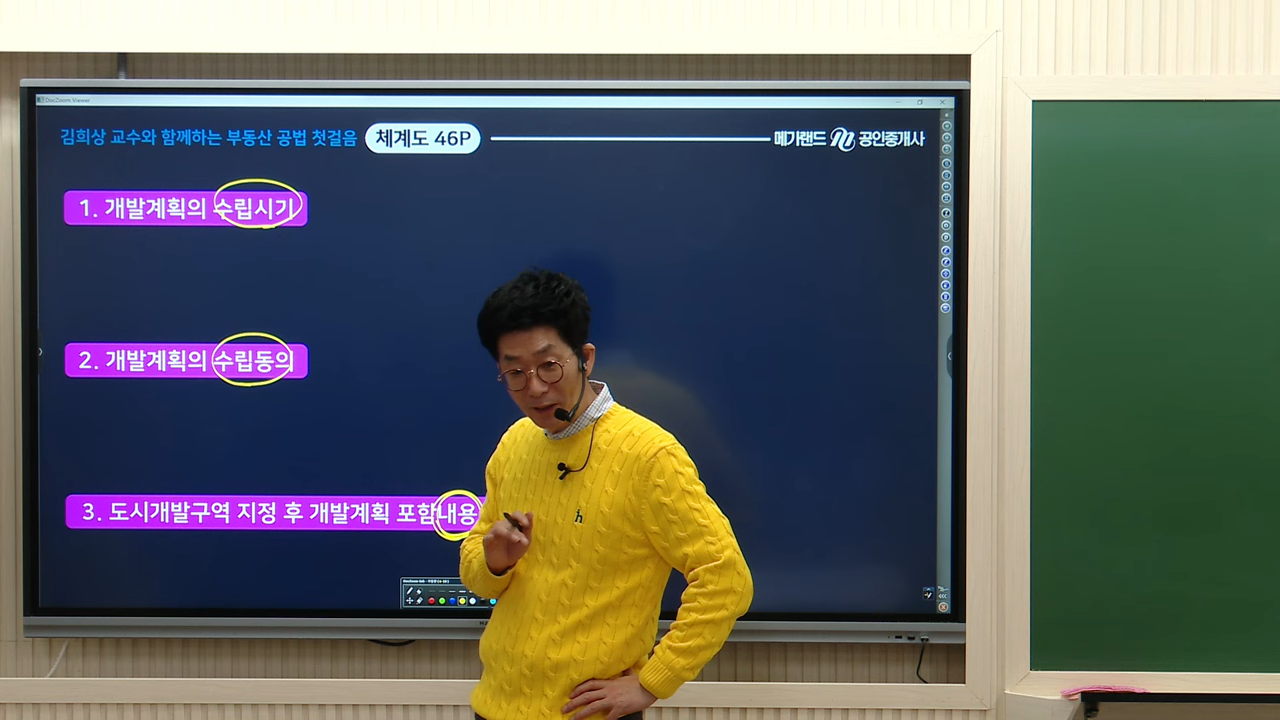 DocZoom Viewer
김희상 교수와 함께하는 부동산 공법 첫걸음 체계도 46P 메가랜드 공인중개사
1. 개발계획의 수립시기
2. 개발계획의 수립동의
3. 도시개발구역 지정 후 개발계획 포함내용
h